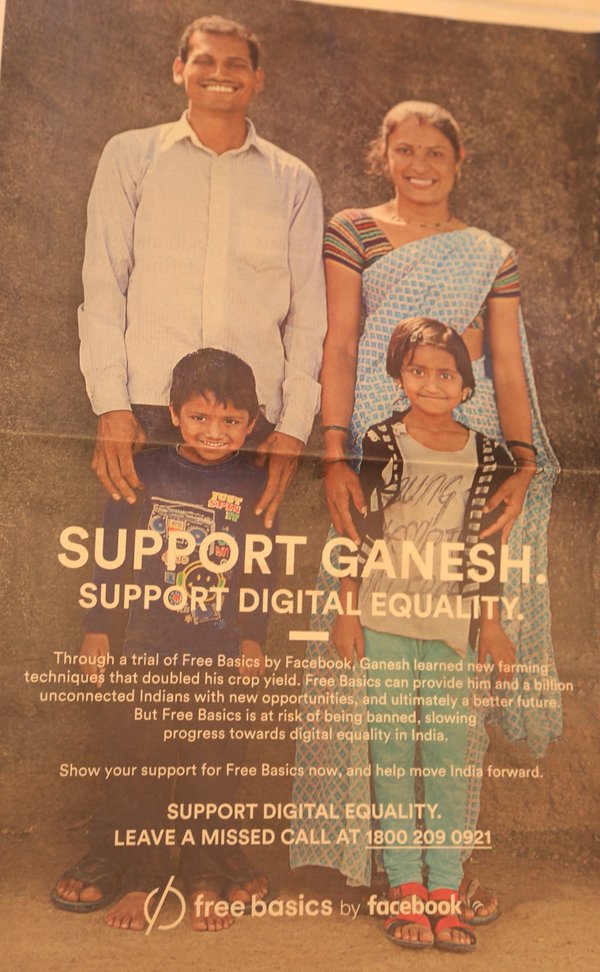 JUST
SUPPORT GANESH.
SUPPORT DIGITAL EQUALITY.
Through a trial of Free Basics by Facebook, Ganesh learned new farming
techniques that doubled his crop yield. Free Basics can provide him and a billion
unconnected Indians with new opportunities, and ultimately a better future.
But Free Basics is at risk of being banned, slowing
progress towards digital equality in India.
Show your support for Free Basics now, and help move India forward.
SUPPORT DIGITAL EQUALITY.
LEAVE A MISSED CALL AT 1800 209 0921
free basics by facebook